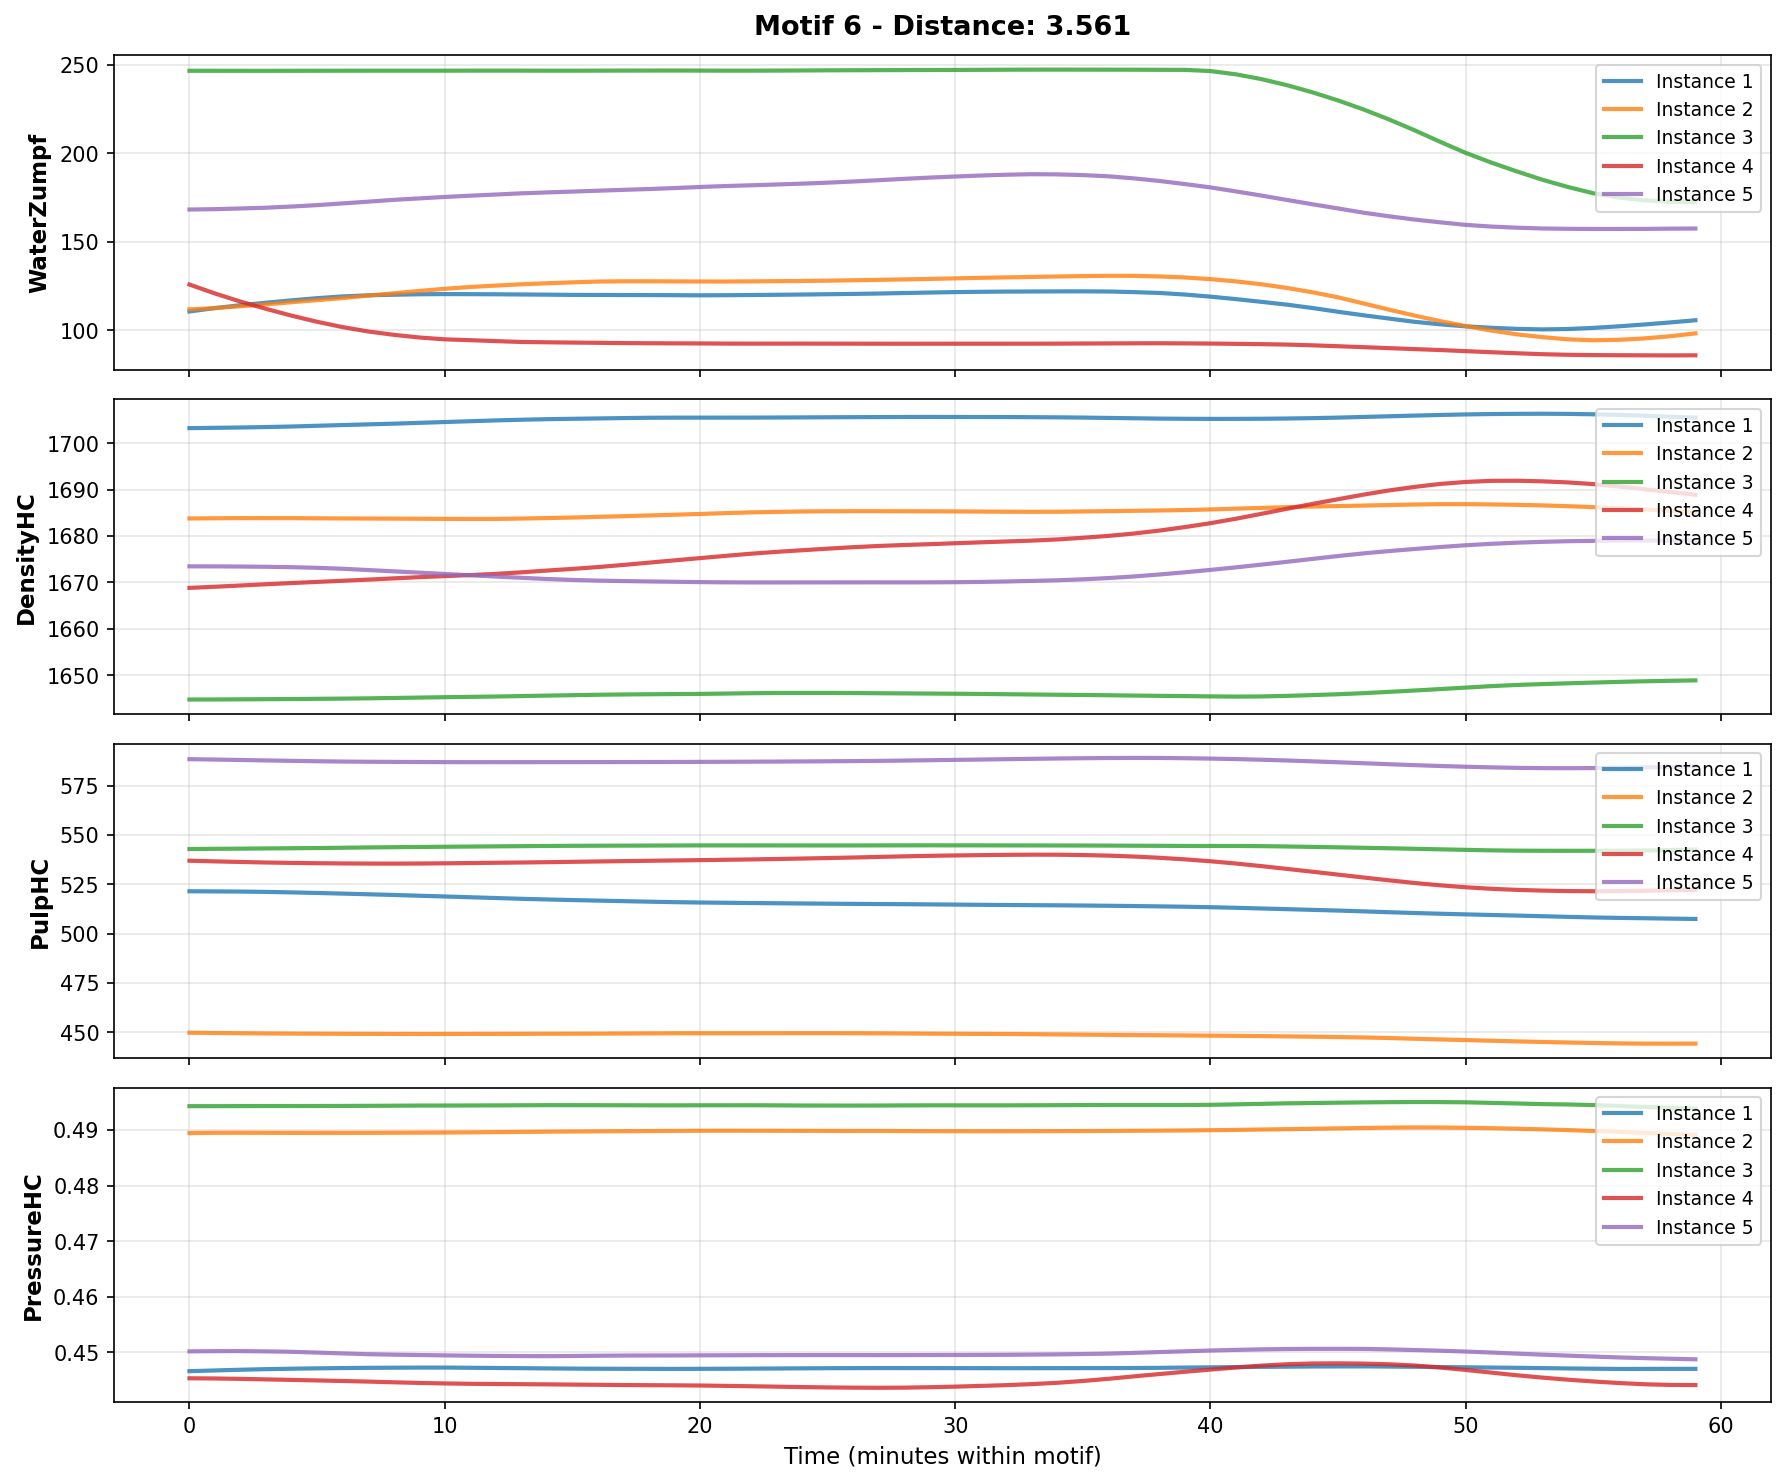 Motif 6 - Distance: 3.561
WaterZumpf
250
200
150
100
Instance 1
Instance 2
Instance 3
Instance 4
Instance 5
DensityHC
1700
1690
1680
1670
1660
1650
Instance 1
Instance 2
Instance 3
Instance 4
Instance 5
PulpHC
575
550
525
500
475
450
Instance 1
Instance 2
Instance 3
Instance 4
Instance 5
PressureHC
0.49
0.48
0.47
0.46
0.45
Instance 1
Instance 2
Instance 3
Instance 4
Instance 5
0 10 20 30 40 50 60
Time (minutes within motif)